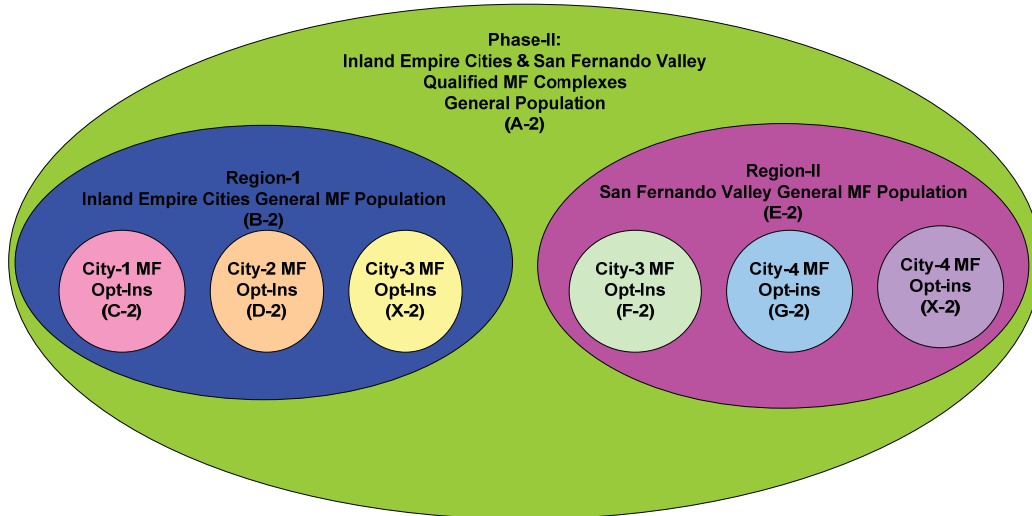 Phase-II:
Inland Empire Cities & San Fernando Valley
Qualified MF Complexes
General Population
(A-2)
Region-1
Inland Empire Cities General MF Population
(B-2)
City-1 MF
Opt-Ins
(C-2)
City-2 MF
Opt-Ins
(D-2)
City-3 MF
Opt-Ins
(X-2)
Region-II
San Fernando Valley General MF Population
(E-2)
City-3 MF
Opt-Ins
(F-2)
City-4 MF
Opt-ins
(G-2)
City-4 MF
Opt-ins
(X-2)